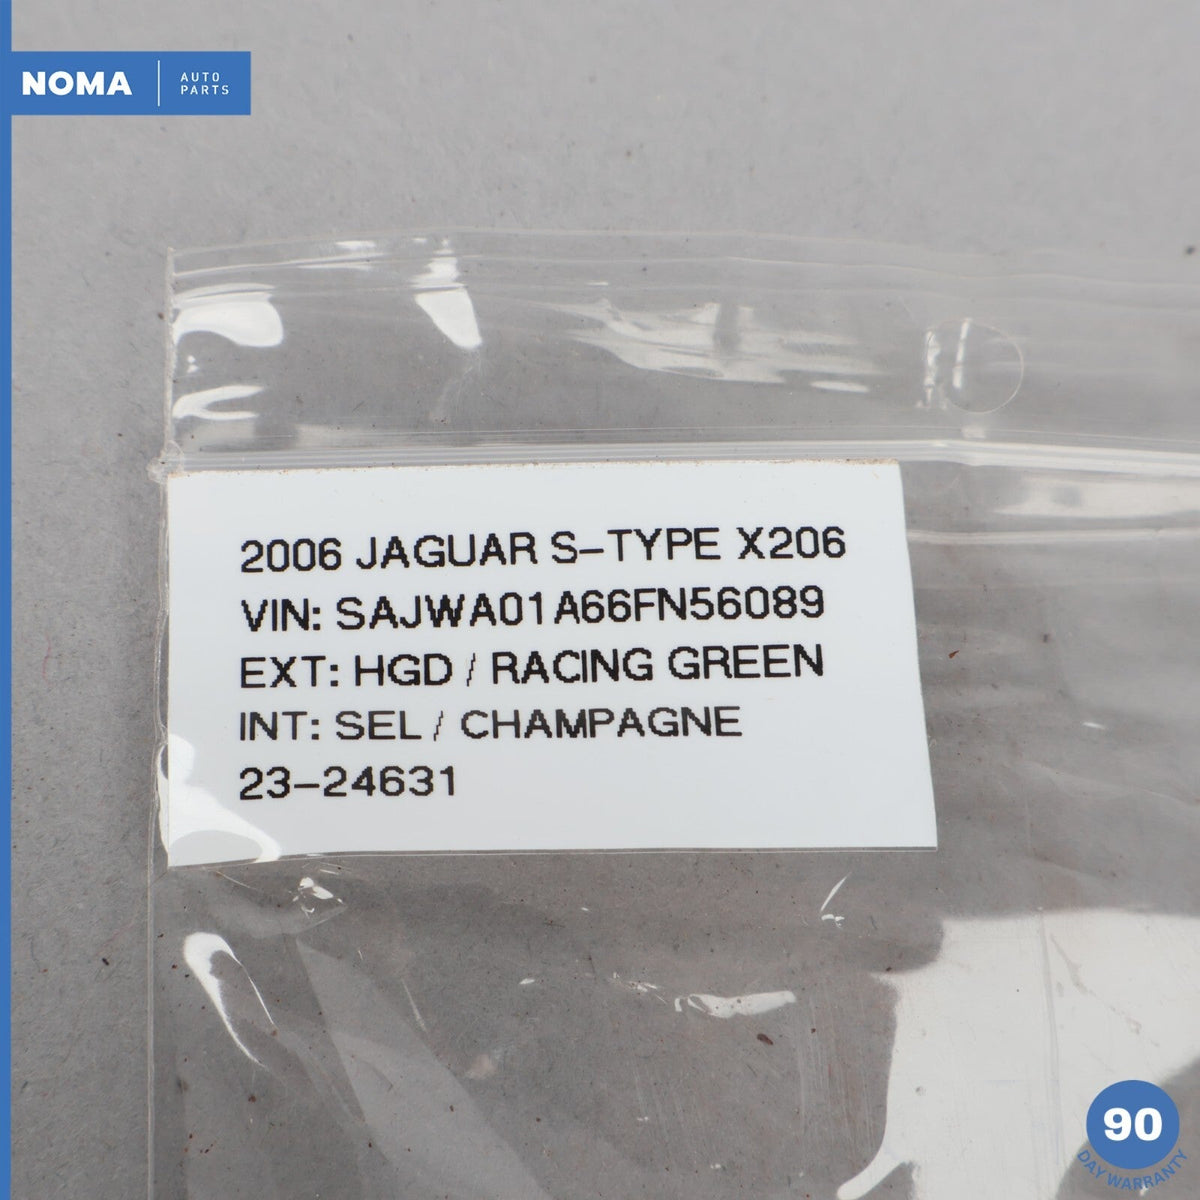 NOMA
AUTO
PARTS
2006 JAGUAR S-TYPE X206
VIN: SAJWA01A66FN56089
EXT: HGD / RACING GREEN
INT: SEL / CHAMPAGNE
23-24631
90
DAY WARRANTY